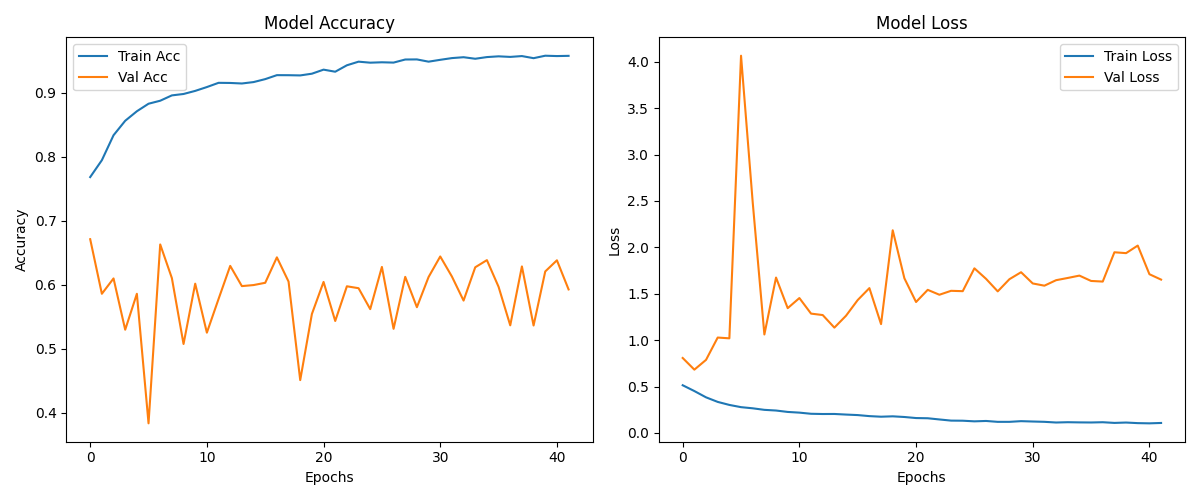 Model Accuracy
Train Acc
Val Acc
Accuracy
0.9
0.8
0.7
0.6
0.5
0.4
0 10 20 30 40
Epochs
Model Loss
Train Loss
Val Loss
Loss
4.0
3.5
3.0
2.5
2.0
1.5
1.0
0.5
0.0
0 10 20 30 40
Epochs